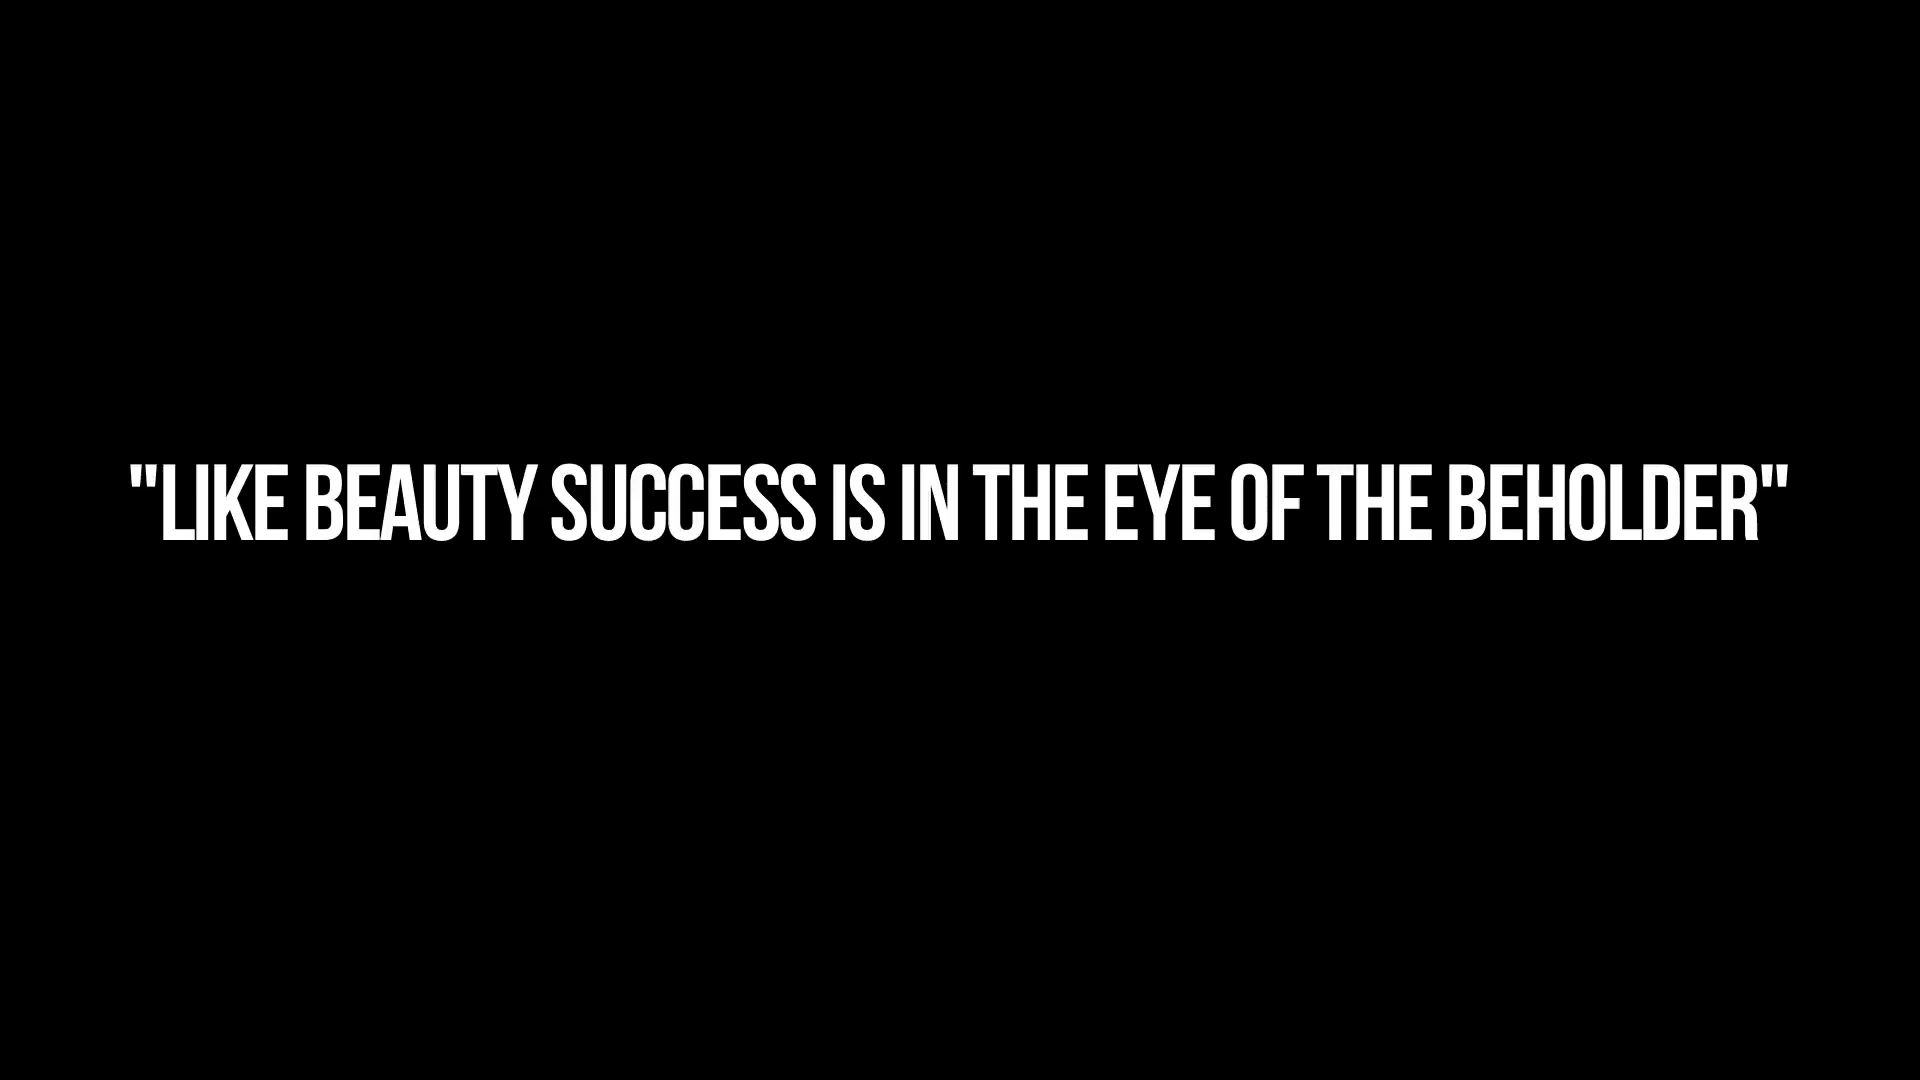 "LIKE BEAUTY SUCCESS IS IN THE EYE OF THE BEHOLDER"